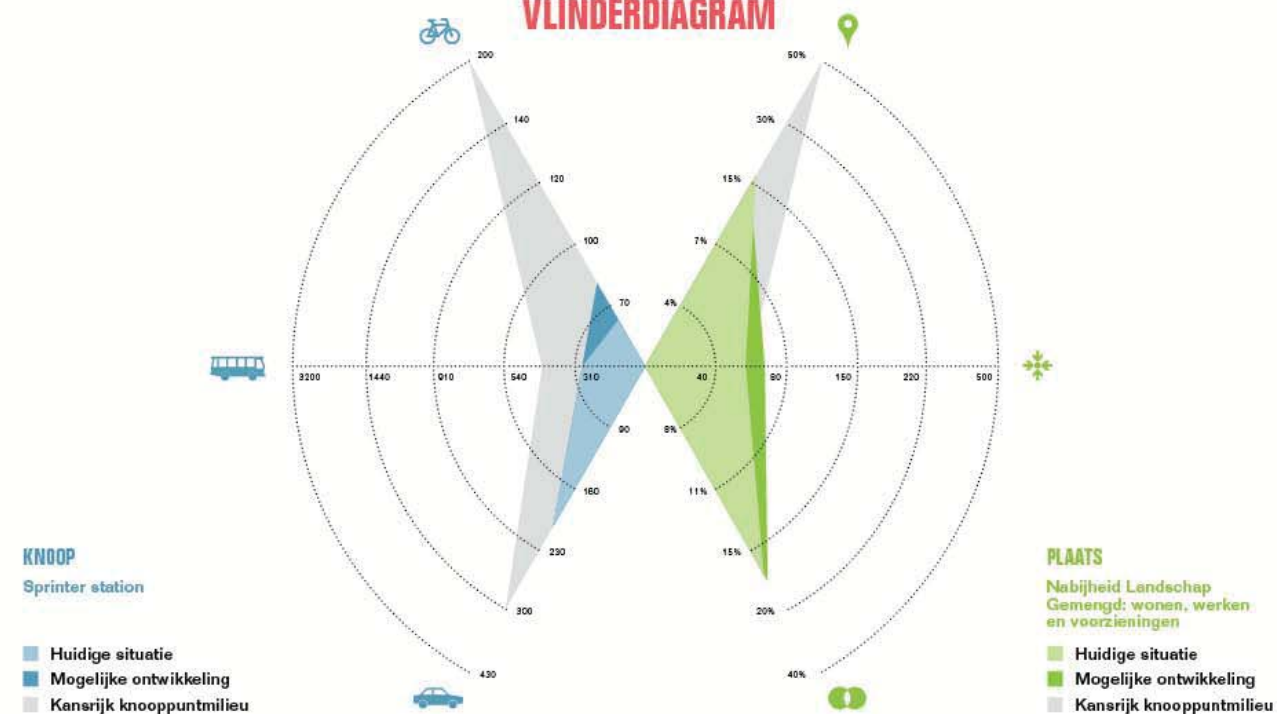 VLINDERDIAGRAM
200
50%
140
30%
120
15%
100
7%
70
4%
3200
1440
910
540
310
40
80
150
220
500
90
8%
160
11%
230
15%
300
20%
430
40%
KNOOP
Sprinter station
Huidige situatie
Mogelijke ontwikkeling
Kansrijk knooppuntmilieu
PLAATS
Nabijheid Landschap
Gemengd: wonen, werken
en voorzieningen
Huidige situatie
Mogelijke ontwikkeling
Kansrijk knooppuntmilieu